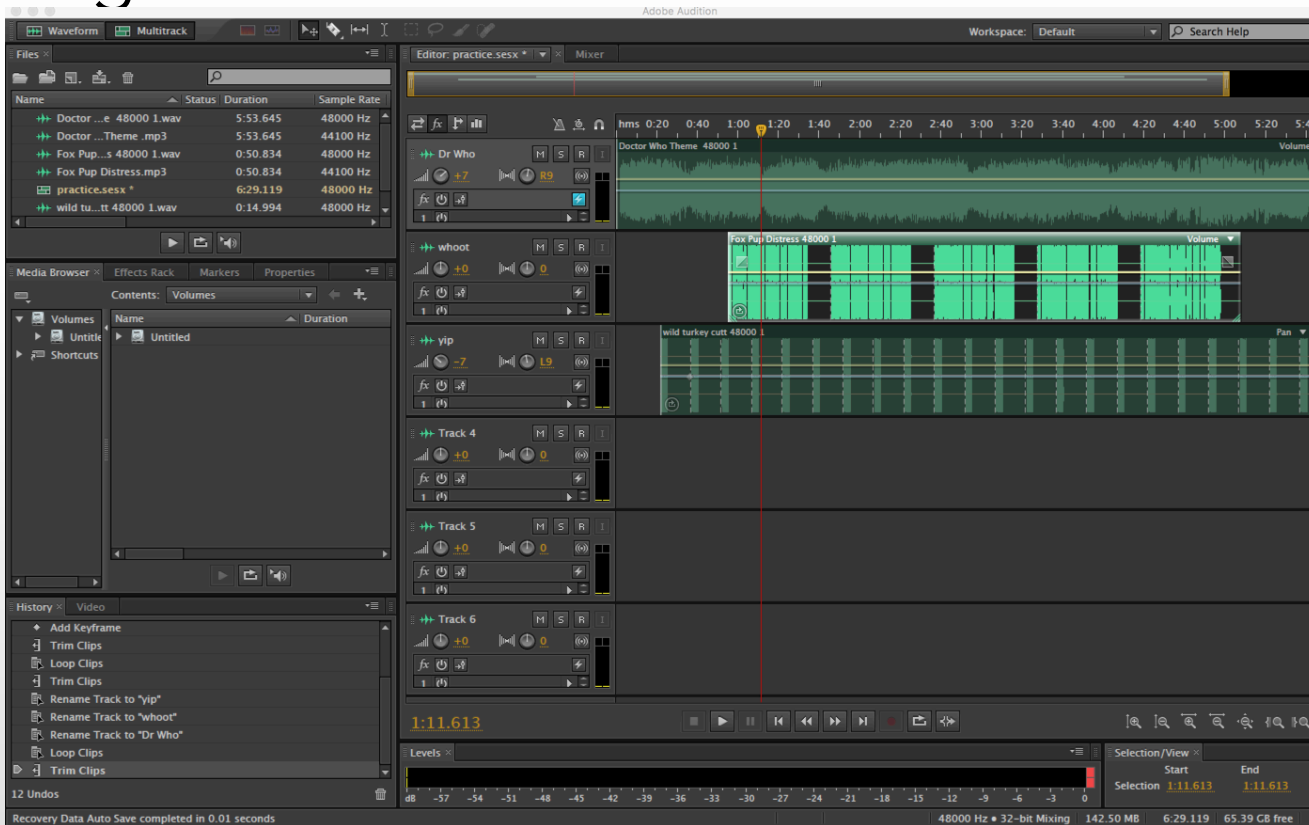 Adobe Audition
Waveform Multitrack Workspace: Default Search Help
Files
Name Status Duration Sample Rate
Doctor ...e 48000 1.wav 5:53.645 48000 Hz
Doctor ...Theme .mp3 5:53.645 44100 Hz
Fox Pup...s 48000 1.wav 0:50.834 48000 Hz
Fox Pup Distress.mp3 0:50.834 44100 Hz
practice.sesx * 6:29.119 48000 Hz
wild tu...tt 48000 1.wav 0:14.994 48000 Hz
Media Browser Effects Rack Markers Properties
Contents: Volumes
Volumes
Untitle
Shortcuts
Name Duration
Untitled
History Video
Add Keyframe
Trim Clips
Loop Clips
Trim Clips
Rename Track to "yip"
Rename Track to "whoot"
Rename Track to "Dr Who"
Loop Clips
Trim Clips
12 Undos
Recovery Data Auto Save completed in 0.01 seconds
Editor: practice.sesx * Mixer
hms 0:20 0:40 1:00 1:20 1:40 2:00 2:20 2:40 3:00 3:20 3:40 4:00 4:20 4:40 5:00 5:20
Dr Who M S R I
+7 R9
fx
1
Doctor Who Theme 48000 1 Volume
whoot M S R I
+0 0
fx
1
Fox Pup Distress 48000 1 Volume
yip M S R I
-7 L9
fx
1
wild turkey cutt 48000 1 Pan
Track 4 M S R I
+0 0
fx
1
Track 5 M S R I
+0 0
fx
1
Track 6 M S R I
+0 0
fx
1
1:11.613
Levels
dB -57 -54 -51 -48 -45 -42 -39 -36 -33 -30 -27 -24 -21 -18 -15 -12 -9 -6 -3 0
Selection/View
Start End
Selection 1:11.613 1:11.613
48000 Hz • 32-bit Mixing 142.50 MB 6:29.119 65.39 GB free